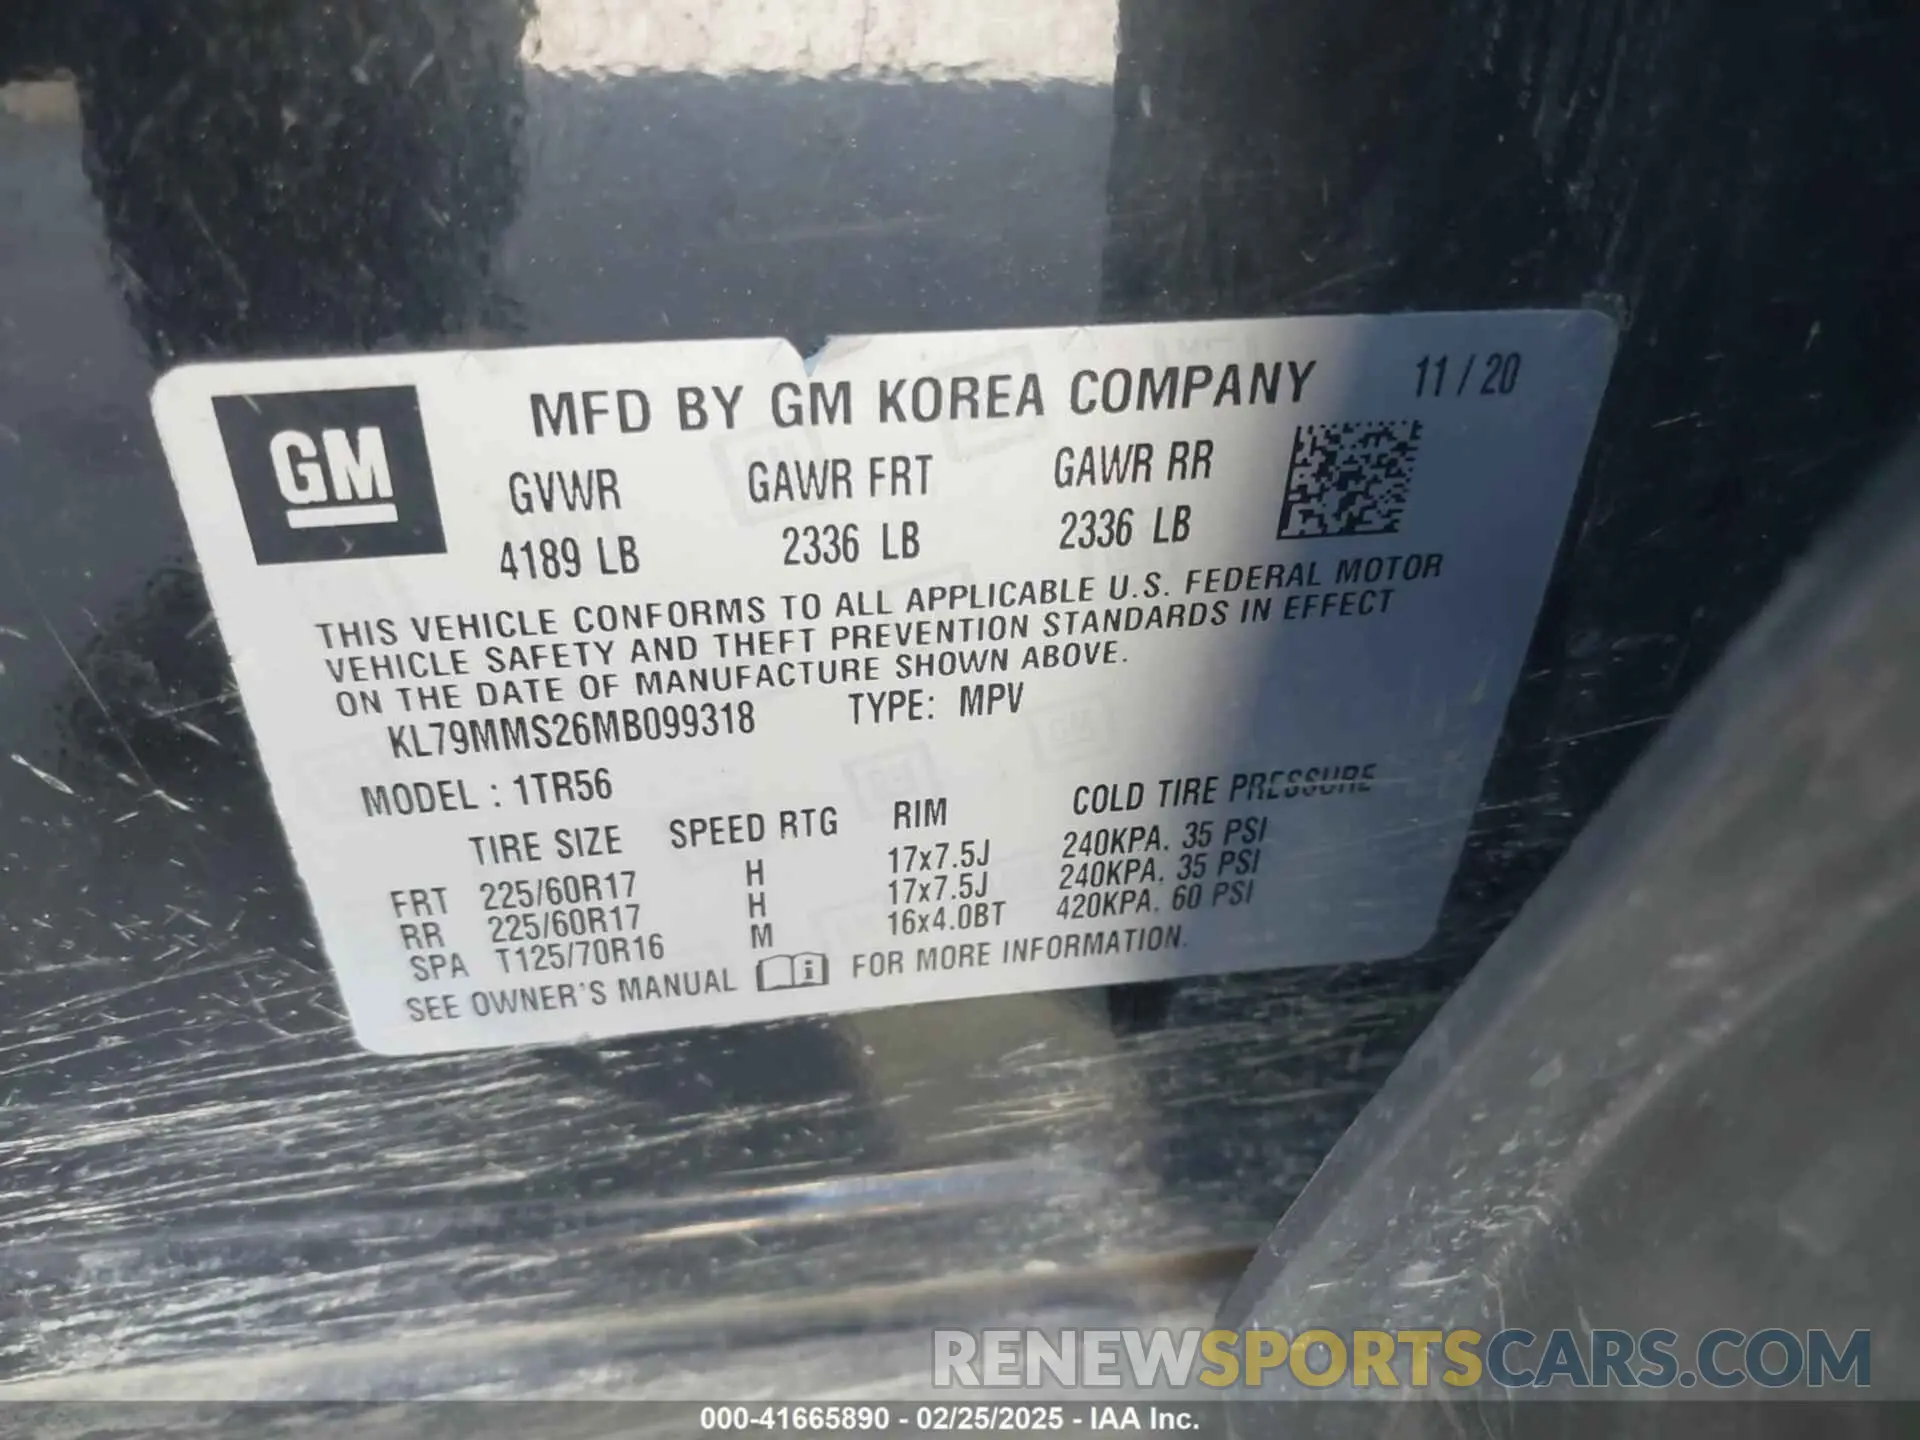 GM
MFD BY GM KOREA COMPANY 11 / 20
GVWR GAWR FRT GAWR RR
4189 LB 2336 LB 2336 LB
THIS VEHICLE CONFORMS TO ALL APPLICABLE U.S. FEDERAL MOTOR
VEHICLE SAFETY AND THEFT PREVENTION STANDARDS IN EFFECT
ON THE DATE OF MANUFACTURE SHOWN ABOVE.
KL79MMS26MB099318 TYPE: MPV
MODEL : 1TR56
TIRE SIZE SPEED RTG RIM COLD TIRE PRESSURE
FRT 225/60R17 H 17x7.5J 240KPA. 35 PSI
RR 225/60R17 H 17x7.5J 240KPA. 35 PSI
SPA T125/70R16 M 16x4.0BT 420KPA. 60 PSI
SEE OWNER'S MANUAL i FOR MORE INFORMATION.
RENEWSPORTSCARS.COM
000-41665890 - 02/25/2025 - IAA Inc.